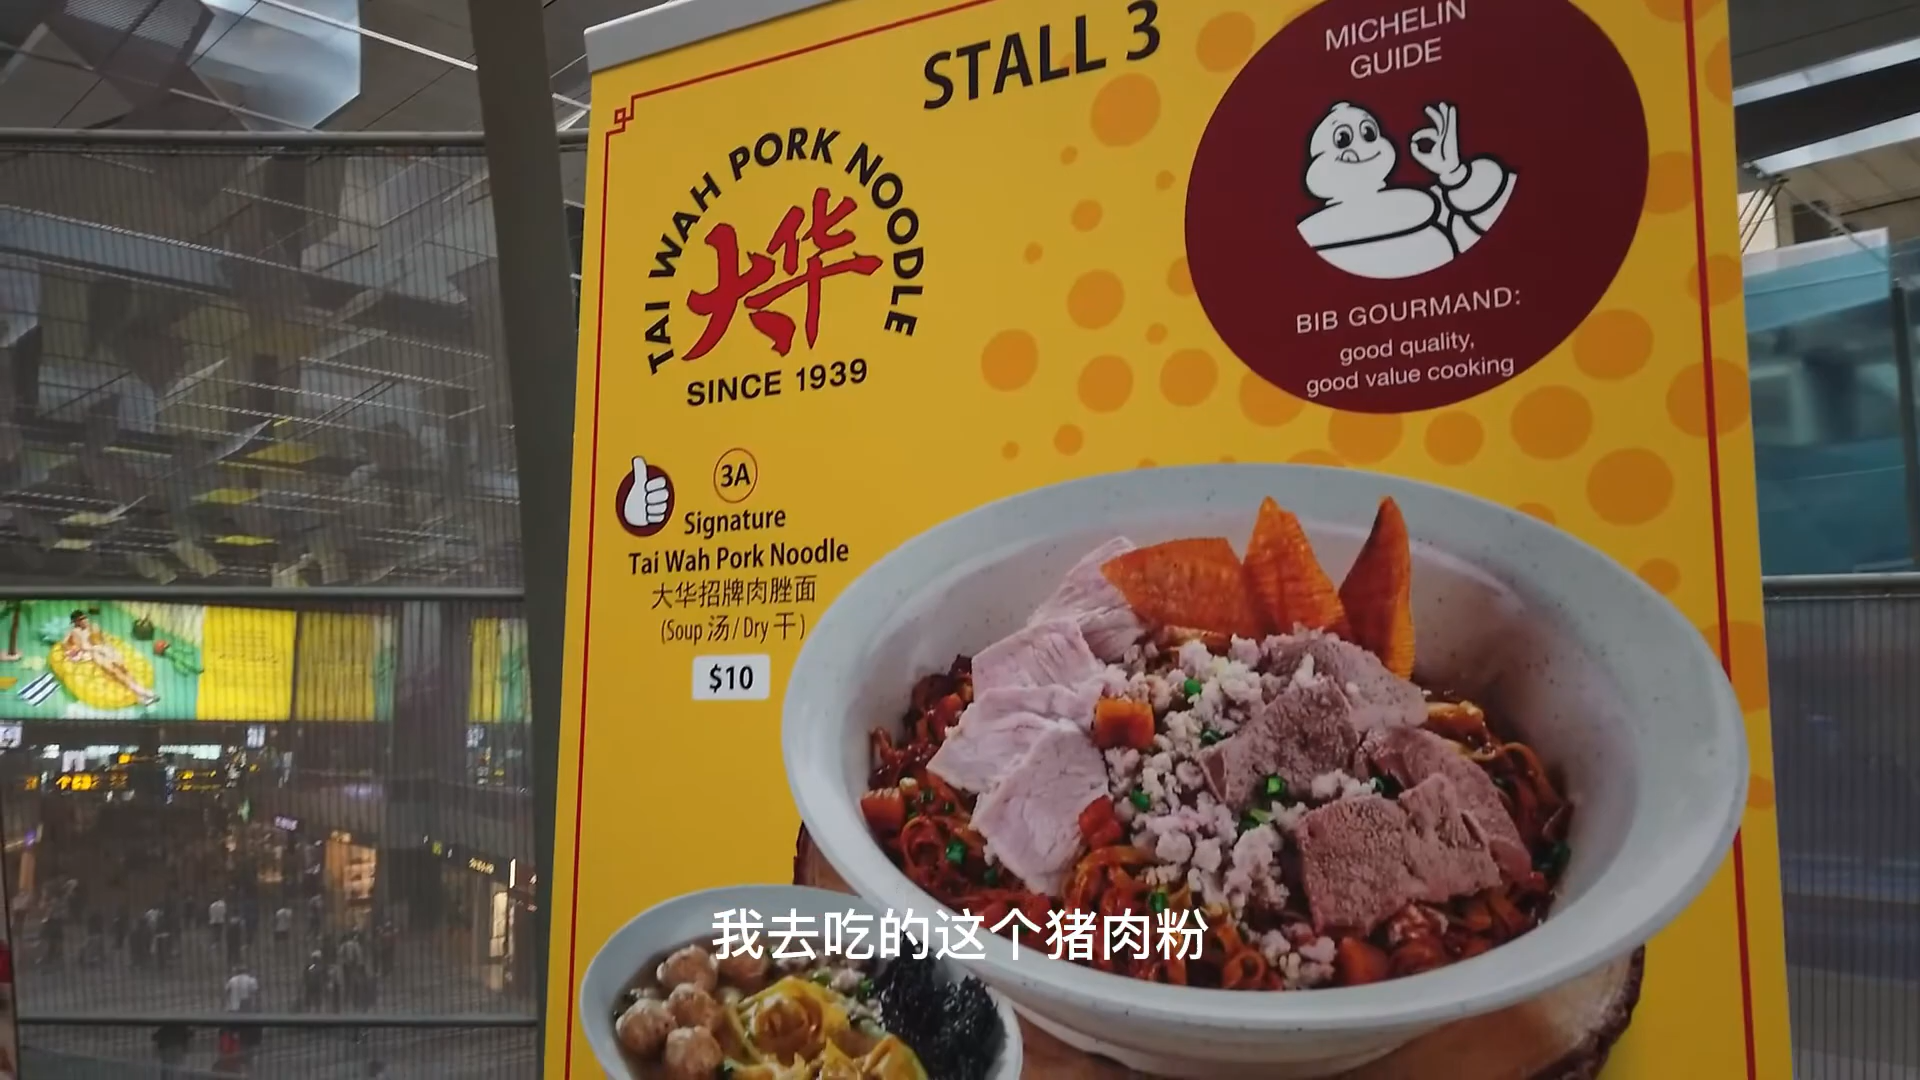 STALL 3
MICHELIN
GUIDE
TAI WAH PORK NOODLE
大华
SINCE 1939
BIB GOURMAND:
good quality,
good value cooking
3A
Signature
Tai Wah Pork Noodle
大华招牌肉脞面
(Soup 汤/Dry 干)
$10
我去吃的这个猪肉粉